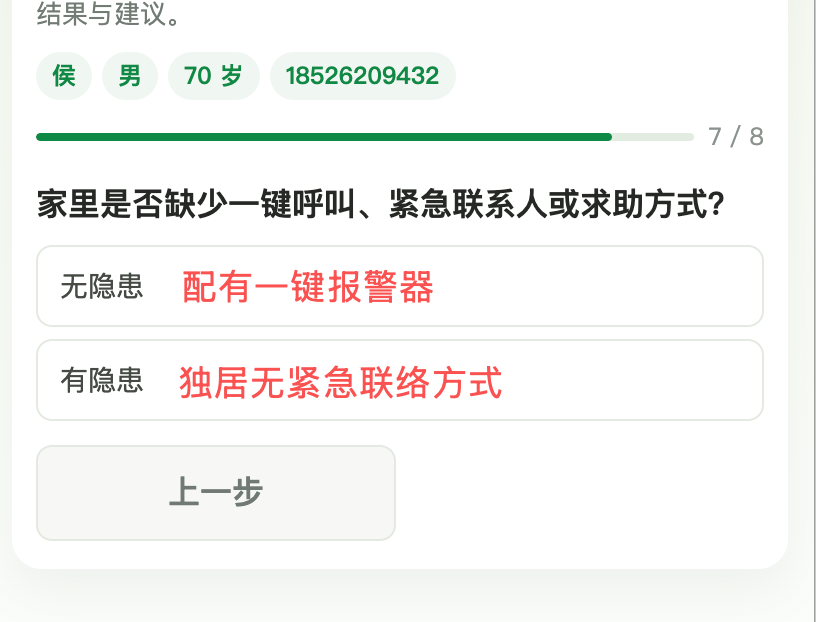 结果与建议。
侯 男 70 岁 18526209432
7 / 8
家里是否缺少一键呼叫、紧急联系人或求助方式?
无隐患 配有一键报警器
有隐患 独居无紧急联络方式
上一步